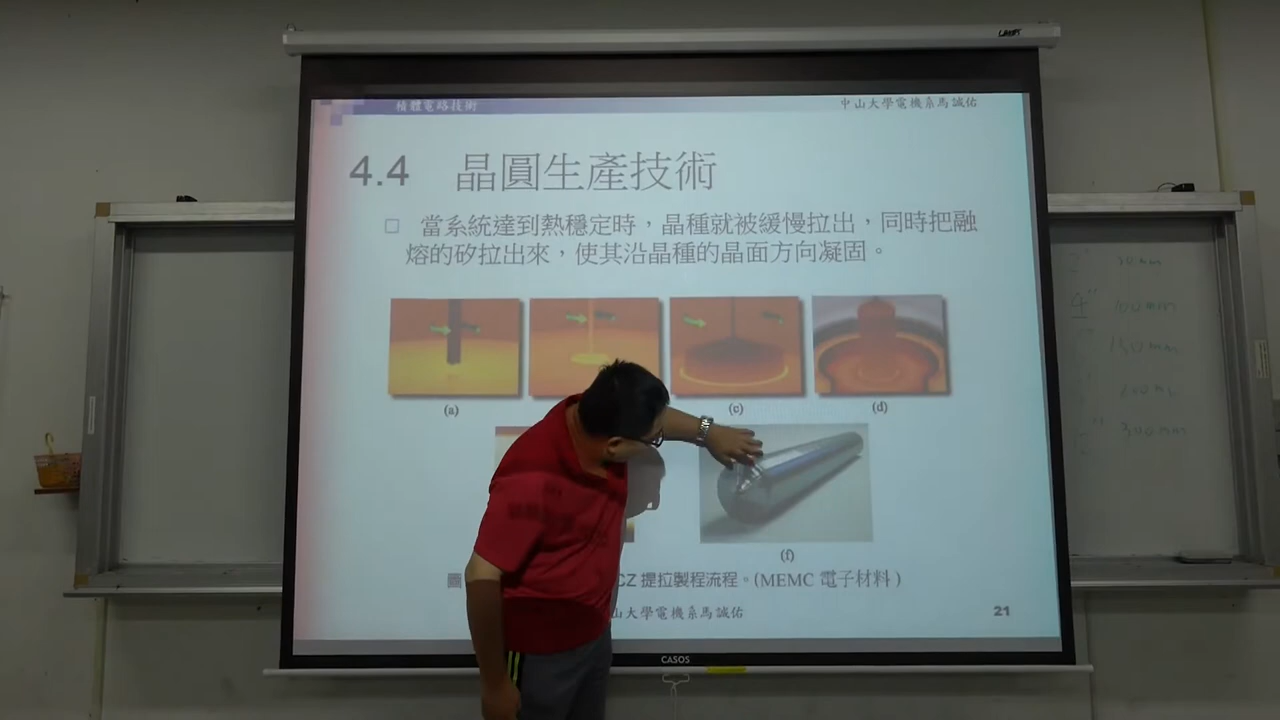 積體電路技術
中山大學電機系馬誠佑
4.4 晶圓生產技術
當系統達到熱穩定時，晶種就被緩慢拉出，同時把融
熔的矽拉出來，使其沿晶種的晶面方向凝固。
(a)
(c)
(d)
(f)
圖
CZ 提拉製程流程。(MEMC 電子材料)
山大學電機系馬誠佑
21
CASOS
4" 100 mm